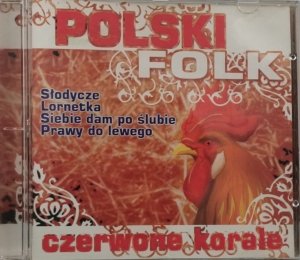 POLSKI
FOLK
Słodycze
Lornetka
Siebie dam po ślubie
Prawy do lewego
czerwone korale